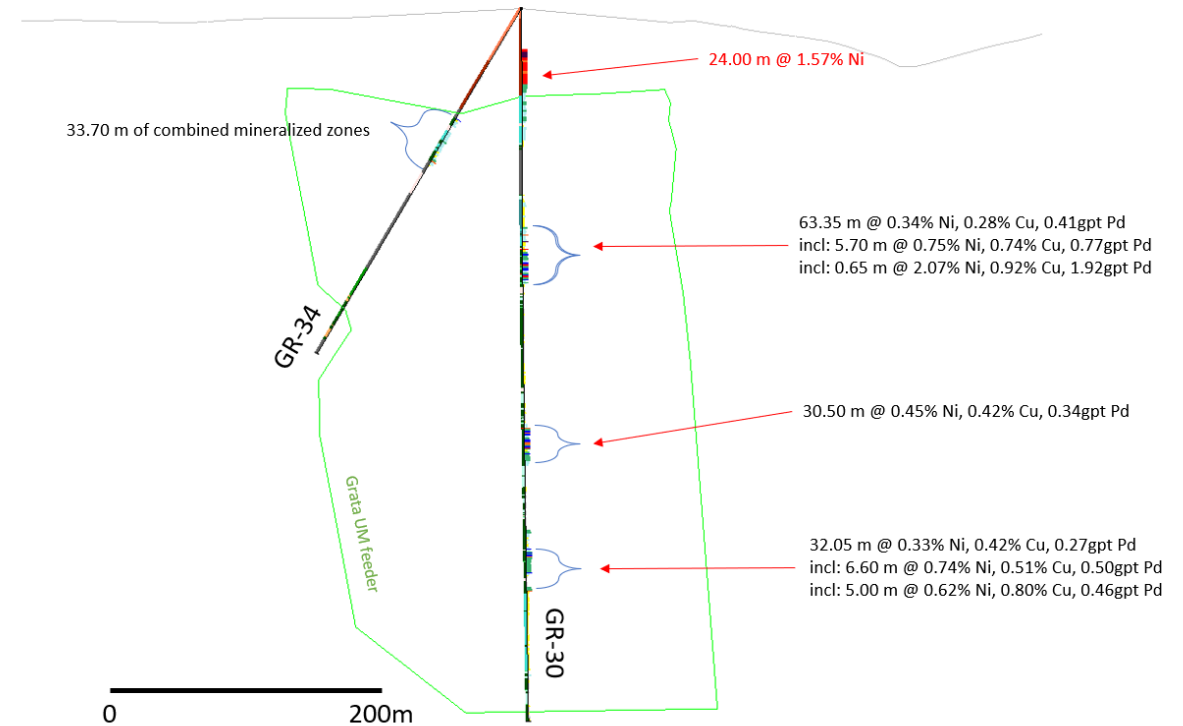 24.00 m @ 1.57% Ni
33.70 m of combined mineralized zones
63.35 m @ 0.34% Ni, 0.28% Cu, 0.41gpt Pd
incl: 5.70 m @ 0.75% Ni, 0.74% Cu, 0.77gpt Pd
incl: 0.65 m @ 2.07% Ni, 0.92% Cu, 1.92gpt Pd
GR-34
30.50 m @ 0.45% Ni, 0.42% Cu, 0.34gpt Pd
Grata UM feeder
32.05 m @ 0.33% Ni, 0.42% Cu, 0.27gpt Pd
incl: 6.60 m @ 0.74% Ni, 0.51% Cu, 0.50gpt Pd
incl: 5.00 m @ 0.62% Ni, 0.80% Cu, 0.46gpt Pd
GR-30
0 200m